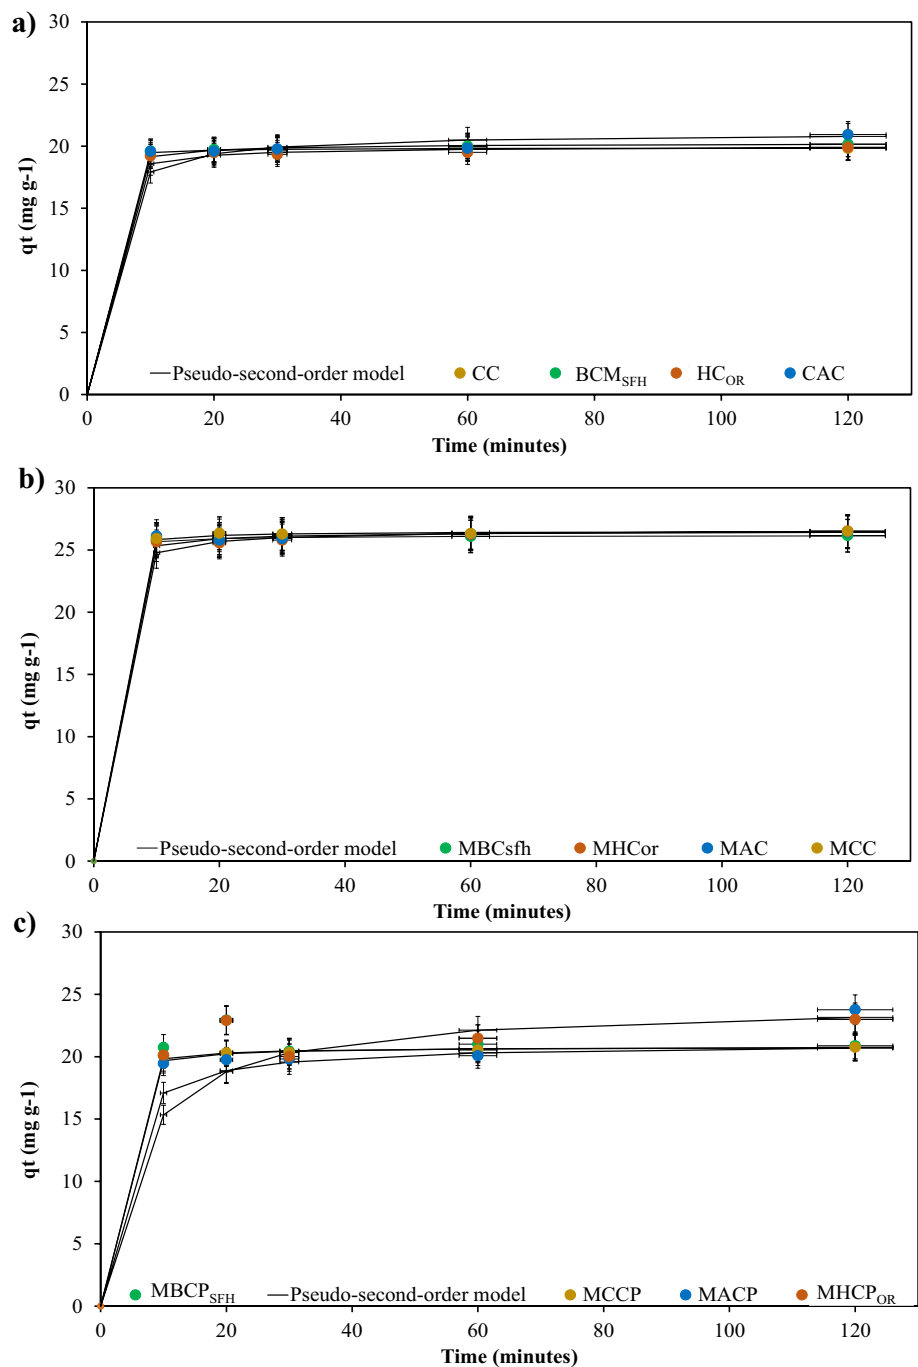 a)
30
25
20
15
10
5
0
qt (mg g-1)
Pseudo-second-order model CC BCM_SFH HC_OR CAC
0 20 40 60 80 100 120
Time (minutes)
b)
30
25
20
15
10
5
0
qt (mg g-1)
Pseudo-second-order model MBCsfh MHCor MAC MCC
0 20 40 60 80 100 120
Time (minutes)
c)
30
25
20
15
10
5
0
qt (mg g-1)
MBCP_SFH Pseudo-second-order model MCCP MACP MHCP_OR
0 20 40 60 80 100 120
Time (minutes)